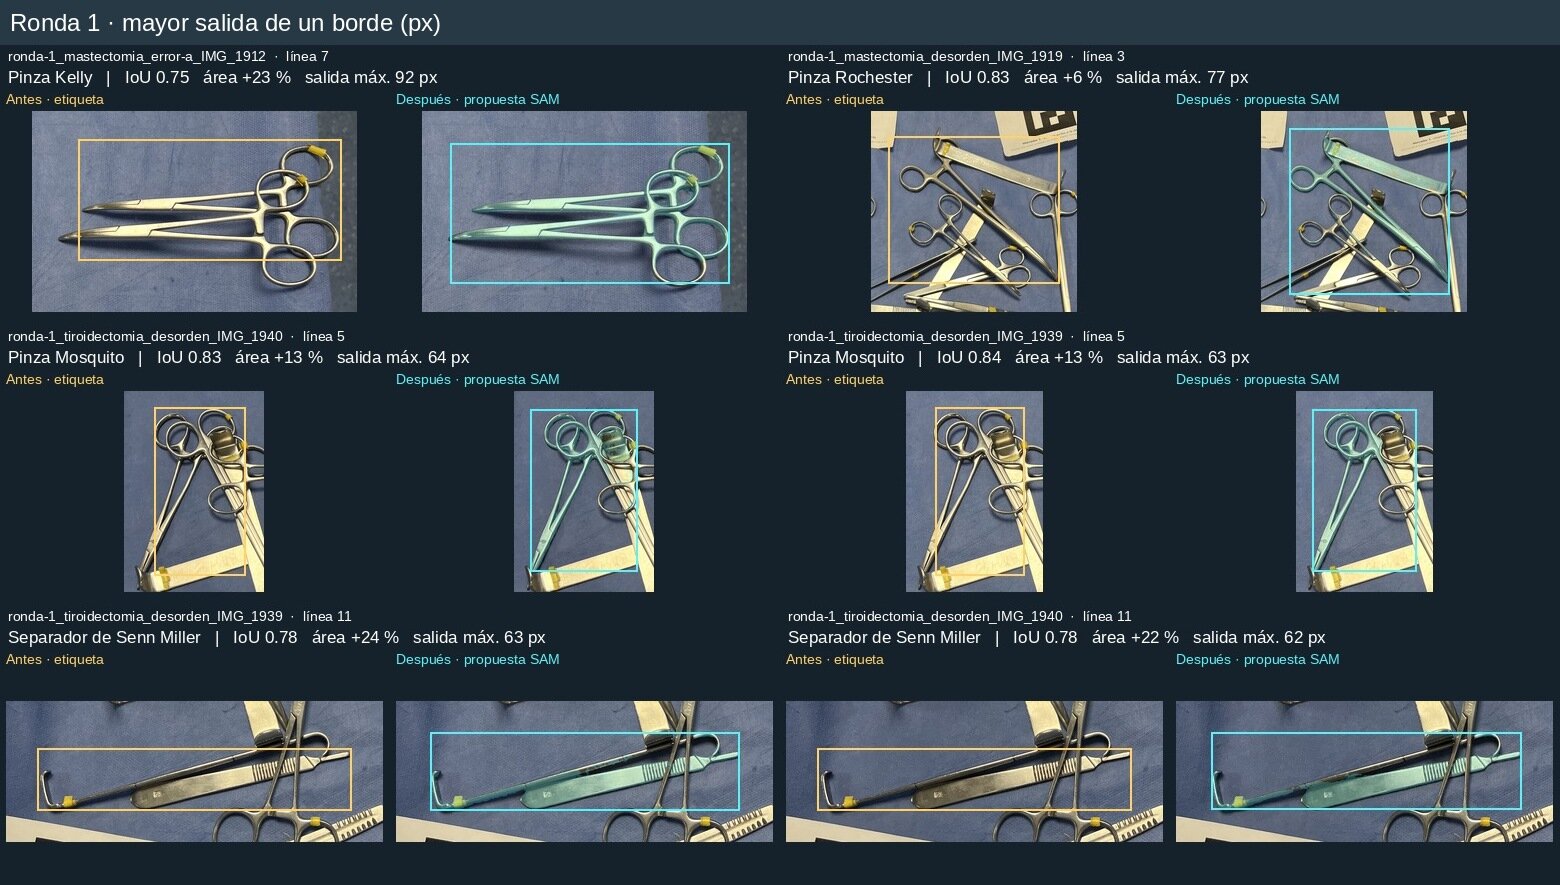 Ronda 1 · mayor salida de un borde (px)
ronda-1_mastectomia_error-a_IMG_1912 · línea 7
Pinza Kelly | IoU 0.75 área +23 % salida máx. 92 px
Antes · etiqueta
Después · propuesta SAM
ronda-1_mastectomia_desorden_IMG_1919 · línea 3
Pinza Rochester | IoU 0.83 área +6 % salida máx. 77 px
Antes · etiqueta
Después · propuesta SAM
ronda-1_tiroidectomia_desorden_IMG_1940 · línea 5
Pinza Mosquito | IoU 0.83 área +13 % salida máx. 64 px
Antes · etiqueta
Después · propuesta SAM
ronda-1_tiroidectomia_desorden_IMG_1939 · línea 5
Pinza Mosquito | IoU 0.84 área +13 % salida máx. 63 px
Antes · etiqueta
Después · propuesta SAM
ronda-1_tiroidectomia_desorden_IMG_1939 · línea 11
Separador de Senn Miller | IoU 0.78 área +24 % salida máx. 63 px
Antes · etiqueta
Después · propuesta SAM
ronda-1_tiroidectomia_desorden_IMG_1940 · línea 11
Separador de Senn Miller | IoU 0.78 área +22 % salida máx. 62 px
Antes · etiqueta
Después · propuesta SAM